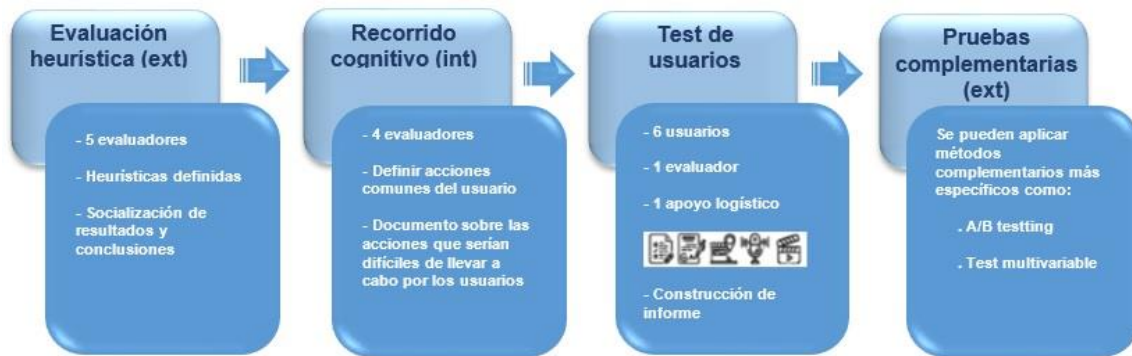 Evaluación
heurística (ext)
- 5 evaluadores
- Heurísticas definidas
- Socialización de
resultados y
conclusiones
Recorrido
cognitivo (int)
- 4 evaluadores
- Definir acciones
comunes del usuario
- Documento sobre las
acciones que serían
difíciles de llevar a
cabo por los usuarios
Test de
usuarios
- 6 usuarios
- 1 evaluador
- 1 apoyo logístico
- Construcción de
informe
Pruebas
complementarias
(ext)
Se pueden aplicar
métodos
complementarios más
específicos como:
. A/B testting
. Test multivariable